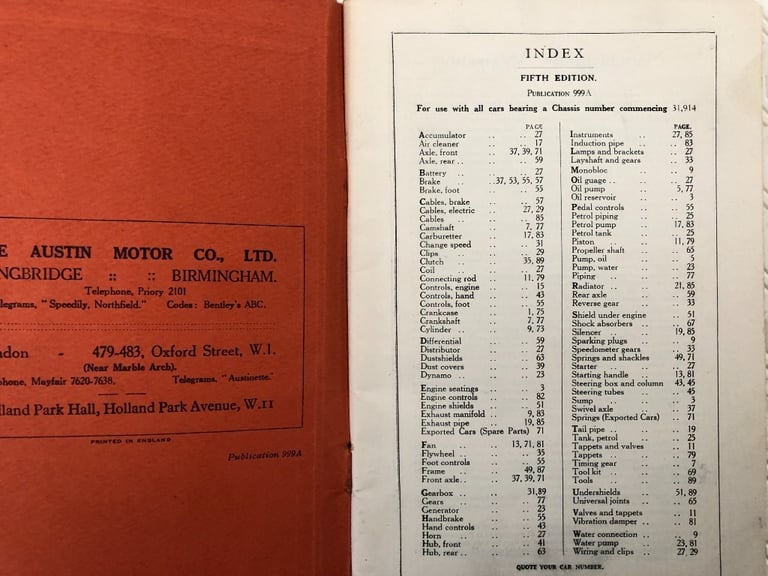 AUSTIN MOTOR CO., LTD.
BIRMINGHAM.
Telephone, Priory 2101
"Speedily, Northfield." Codes: Bentley's ABC.
- 479-483, Oxford Street, W.1.
(Near Marble Arch).
Mayfair 7620-7638. Telegrams, "Austinette."
Park Hall, Holland Park Avenue, W.11
PRINTED IN ENGLAND
Publication 999A
INDEX
FIFTH EDITION.
PUBLICATION 999A
For use with all cars bearing a Chassis number commencing 31,914
PAGE
Accumulator .. .. 27
Air cleaner .. 17
Axle, front .. 37, 39, 71
Axle, rear .. .. 59
Battery .. .. 27
Brake .. ..37, 53, 55, 57
Brake, foot .. .. 55
Cables, brake .. .. 57
Cables, electric .. 27, 29
Cables .. .. .. 85
Camshaft .. .. 7, 77
Carburetter .. .. 17, 83
Change speed .. .. 31
Clips .. .. .. 29
Clutch .. .. 35, 89
Coil .. .. 27
Connecting rod .. 11, 79
Controls, engine .. .. 15
Controls, hand .. .. 43
Controls, foot .. .. 55
Crankcase .. .. 1, 75
Crankshaft .. .. 7, 77
Cylinder .. .. 9, 73
Differential .. .. 59
Distributor .. .. 27
Dustshields .. .. 63
Dust covers .. .. 39
Dynamo .. .. .. 23
Engine seatings .. .. 3
Engine controls .. .. 82
Engine shields .. .. 51
Exhaust manifold .. 9, 83
Exhaust pipe .. 19, 85
Exported Cars (Spare Parts) 71
Fan .. 13, 71, 81
Flywheel .. .. .. 35
Foot controls .. .. 55
Frame .. .. 49, 87
Front axle .. 37, 39, 71
Gearbox .. .. 31,89
Gears .. .. 77
Generator .. .. 23
Handbrake .. .. 55
Hand controls .. .. 43
Horn .. .. 27
Hub, front .. .. 41
Hub, rear .. .. .. 63
PAGE.
Instruments .. 27, 85
Induction pipe .. .. 83
Lamps and brackets .. 27
Layshaft and gears .. 33
Monobloc .. .. 9
Oil guage .. .. .. 27
Oil pump .. .. 5, 77
Oil reservoir .. .. 3
Pedal controls .. .. 55
Petrol piping .. .. 25
Petrol pump .. 17, 83
Petrol tank .. .. 25
Piston .. .. 11, 79
Propeller shaft .. .. 65
Pump, oil .. .. 5
Pump, water .. .. 23
Piping .. .. .. 77
Radiator .. .. 21, 85
Rear axle .. .. 59
Reverse gear .. .. 33
Shield under engine .. 51
Shock absorbers .. .. 67
Silencer .. .. 19, 85
Sparking plugs .. .. 9
Speedometer gears .. 33
Springs and shackles 49, 71
Starter .. .. .. 27
Starting handle .. 13, 81
Steering box and column 43, 45
Steering tubes .. .. 45
Sump .. .. .. 3
Swivel axle .. .. 37
Springs (Exported Cars) .. 71
Tail pipe .. .. 19
Tank, petrol .. .. 25
Tappets and valves .. 11
Tappets .. .. .. 79
Timing gear .. .. 7
Tool kit .. .. .. 69
Tools .. .. .. 89
Undershields .. 51, 89
Universal joints .. .. 65
Valves and tappets .. 11
Vibration damper .. .. 81
Water connection .. .. 9
Water pump .. 23, 81
Wiring and clips .. 27, 29
QUOTE YOUR CAR NUMBER.